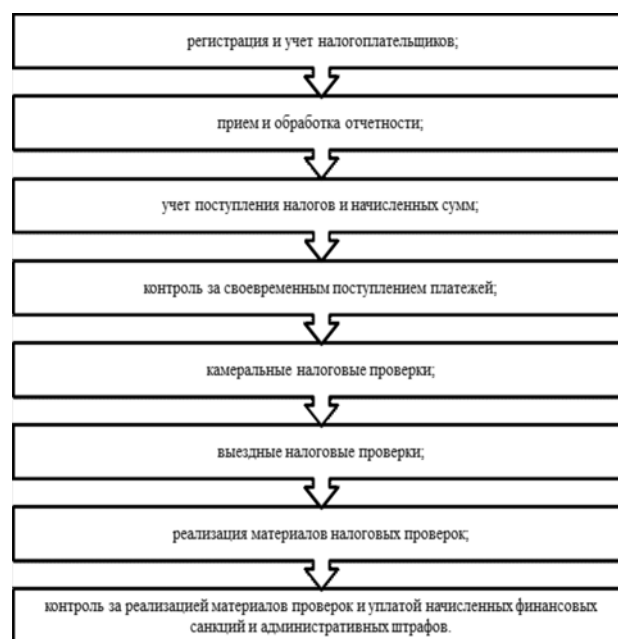 регистрация и учет налогоплательщиков;
прием и обработка отчетности;
учет поступления налогов и начисленных сумм;
контроль за своевременным поступлением платежей;
камеральные налоговые проверки;
выездные налоговые проверки;
реализация материалов налоговых проверок;
контроль за реализацией материалов проверок и уплатой начисленных финансовых
санкций и административных штрафов.